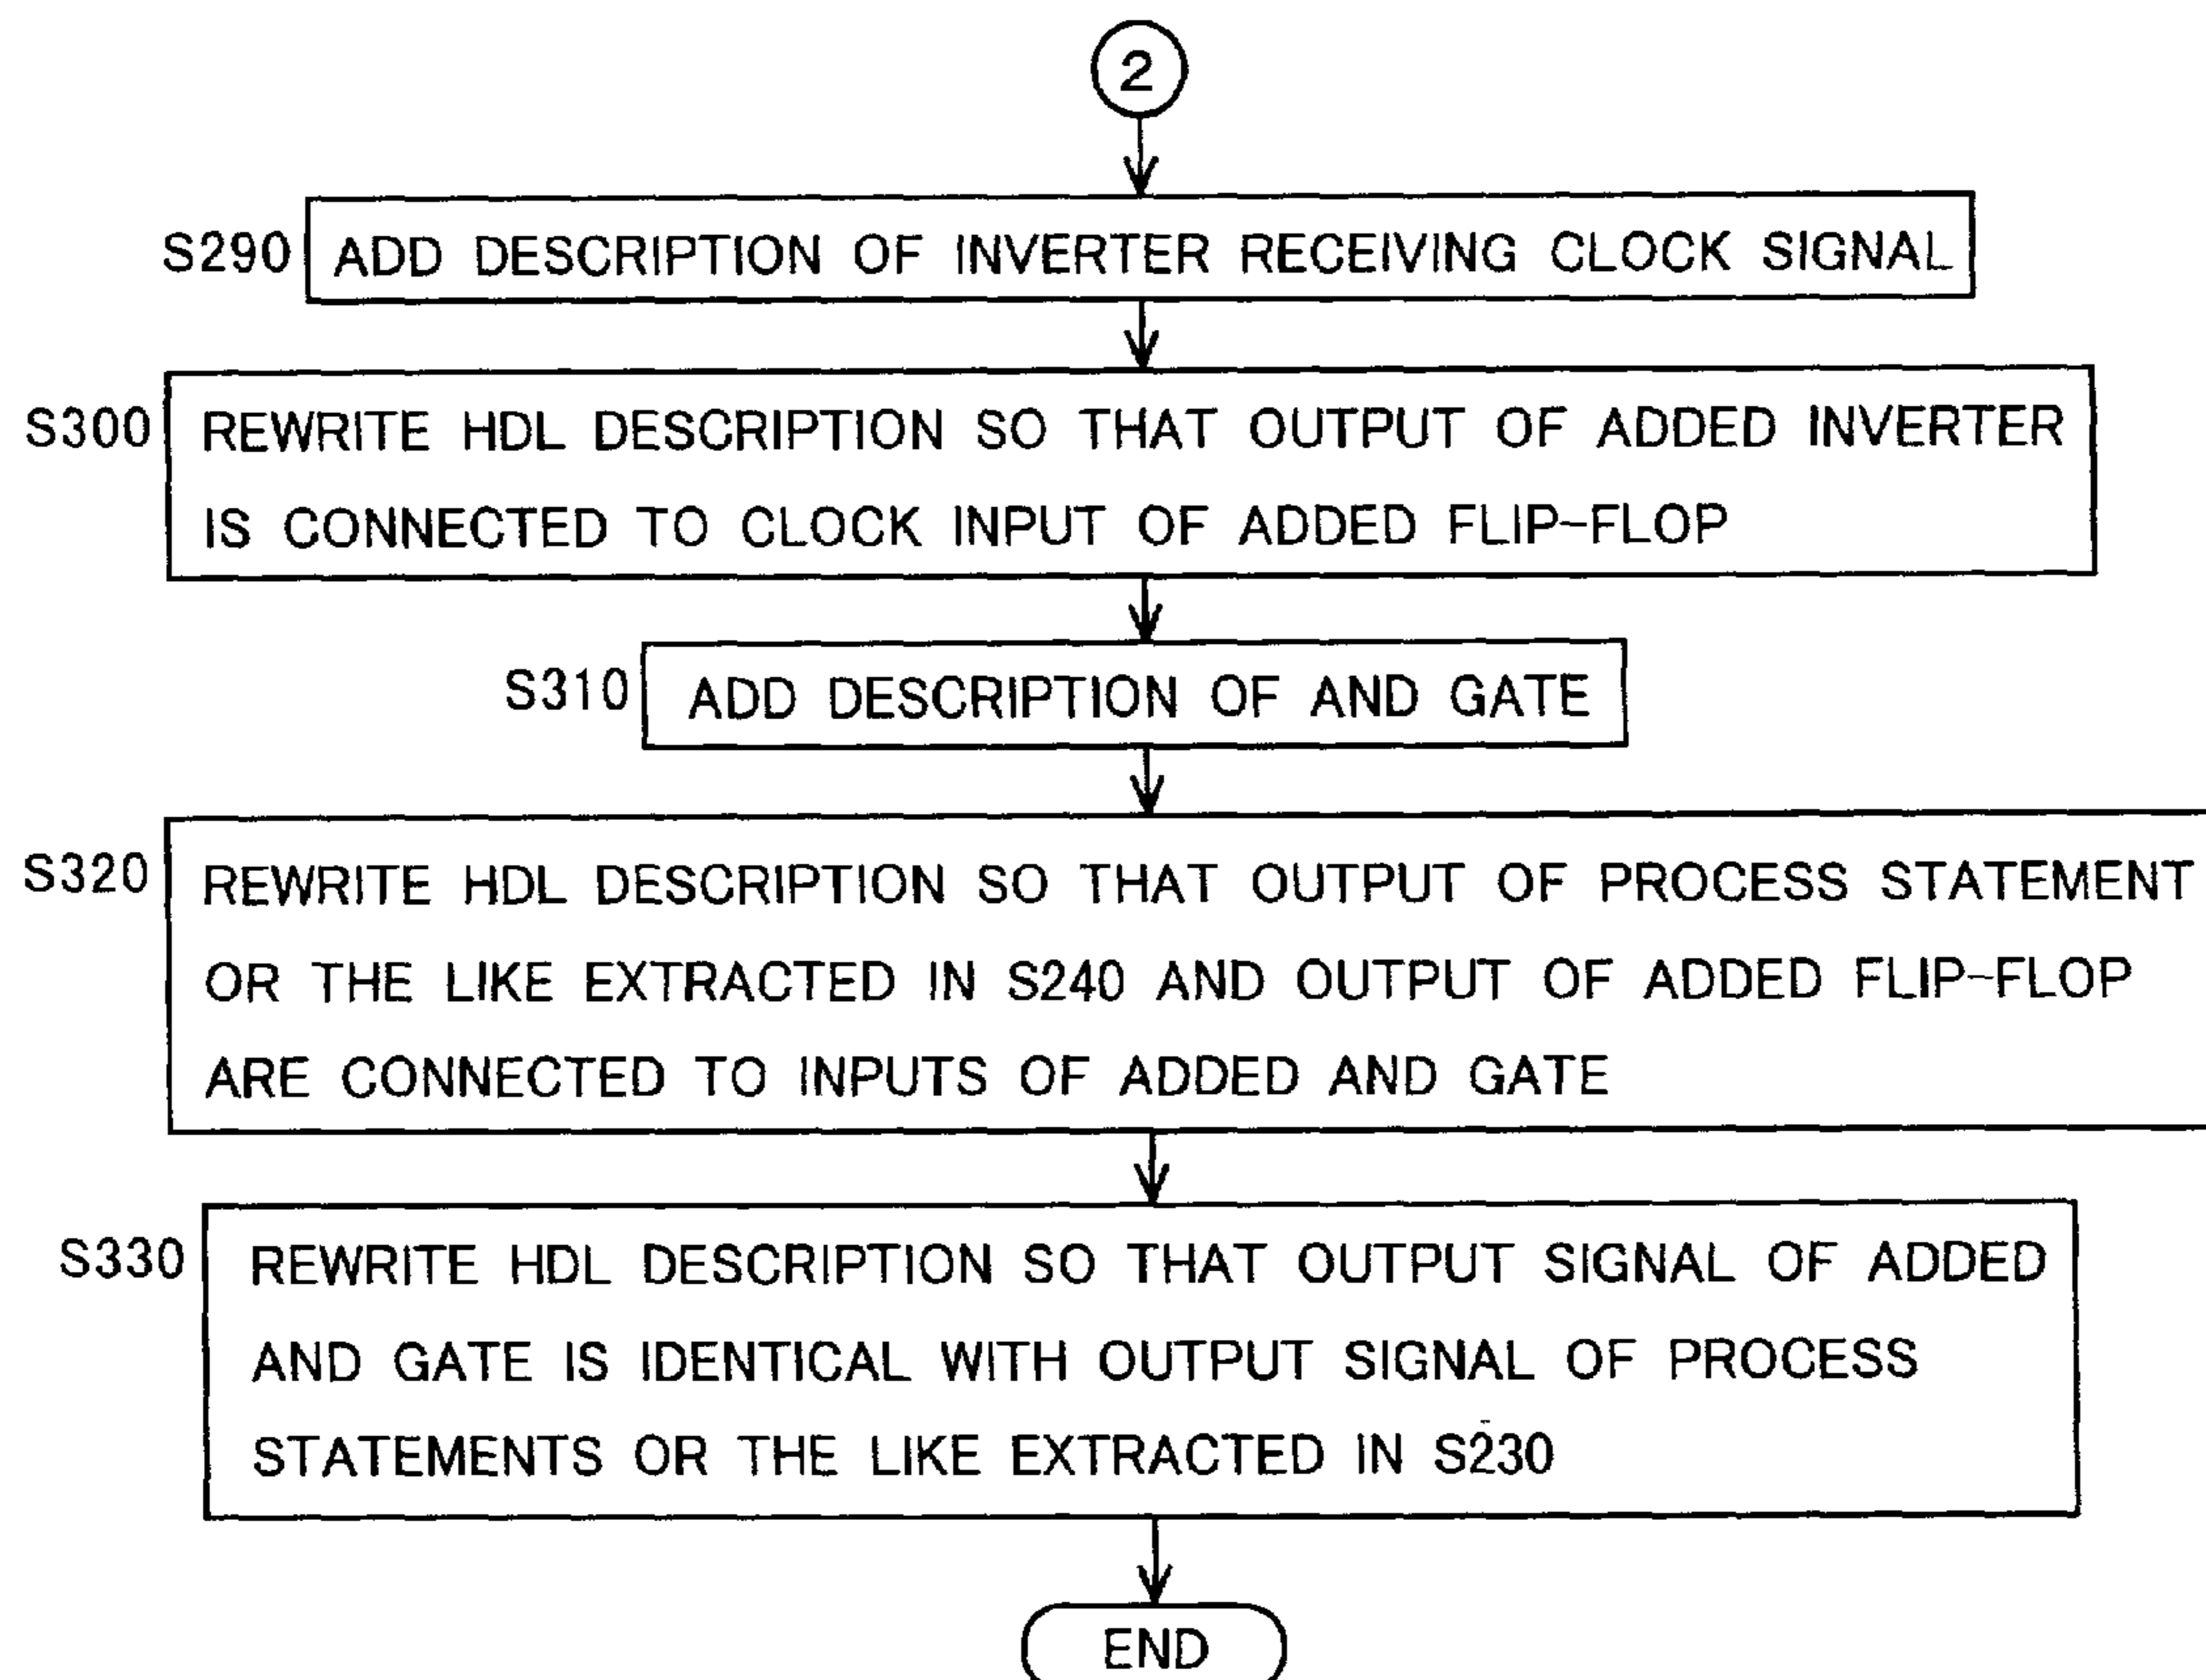 2
S290 ADD DESCRIPTION OF INVERTER RECEIVING CLOCK SIGNAL
S300 REWRITE HDL DESCRIPTION SO THAT OUTPUT OF ADDED INVERTER
IS CONNECTED TO CLOCK INPUT OF ADDED FLIP-FLOP
S310 ADD DESCRIPTION OF AND GATE
S320 REWRITE HDL DESCRIPTION SO THAT OUTPUT OF PROCESS STATEMENT
OR THE LIKE EXTRACTED IN S240 AND OUTPUT OF ADDED FLIP-FLOP
ARE CONNECTED TO INPUTS OF ADDED AND GATE
S330 REWRITE HDL DESCRIPTION SO THAT OUTPUT SIGNAL OF ADDED
AND GATE IS IDENTICAL WITH OUTPUT SIGNAL OF PROCESS
STATEMENTS OR THE LIKE EXTRACTED IN S230
END